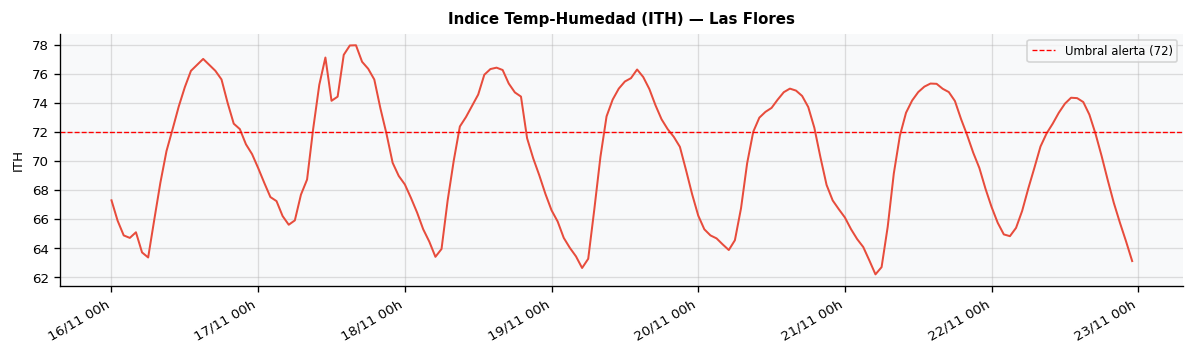 Indice Temp-Humedad (ITH) — Las Flores
Umbral alerta (72)
ITH
78
76
74
72
70
68
66
64
62
16/11 00h
17/11 00h
18/11 00h
19/11 00h
20/11 00h
21/11 00h
22/11 00h
23/11 00h